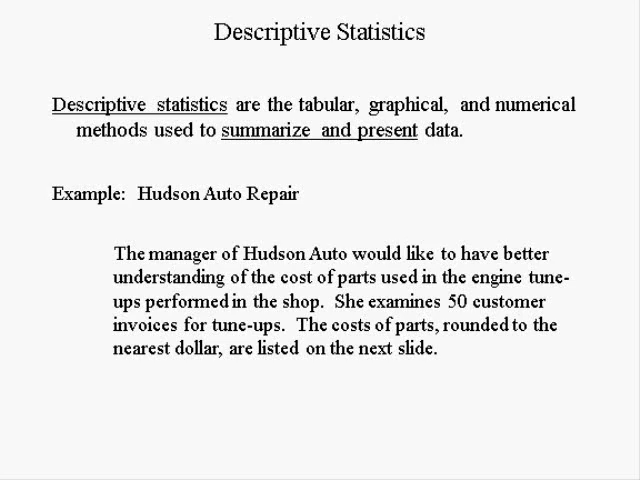 Descriptive Statistics
Descriptive statistics are the tabular, graphical, and numerical
methods used to summarize and present data.
Example: Hudson Auto Repair
The manager of Hudson Auto would like to have better
understanding of the cost of parts used in the engine tune-
ups performed in the shop. She examines 50 customer
invoices for tune-ups. The costs of parts, rounded to the
nearest dollar, are listed on the next slide.